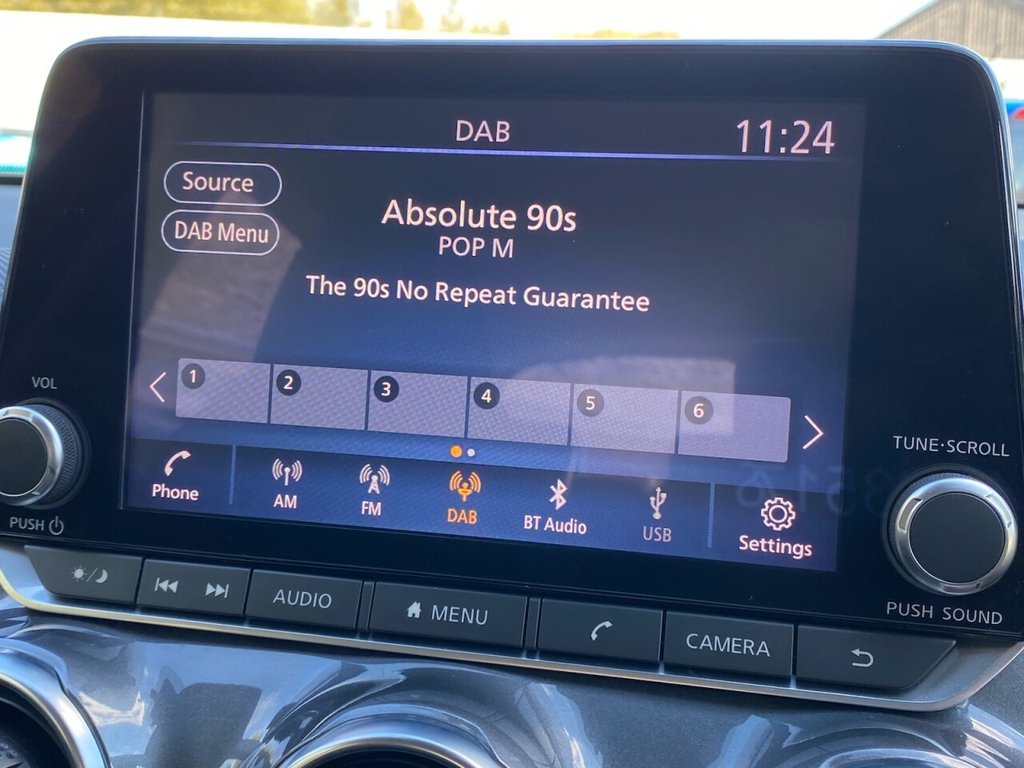 DAB
11:24
Source
DAB Menu
Absolute 90s
POP M
The 90s No Repeat Guarantee
1 2 3 4 5 6
Phone
AM
FM
DAB
BT Audio
USB
Settings
VOL
PUSH
TUNE·SCROLL
PUSH SOUND
AUDIO
MENU
CAMERA